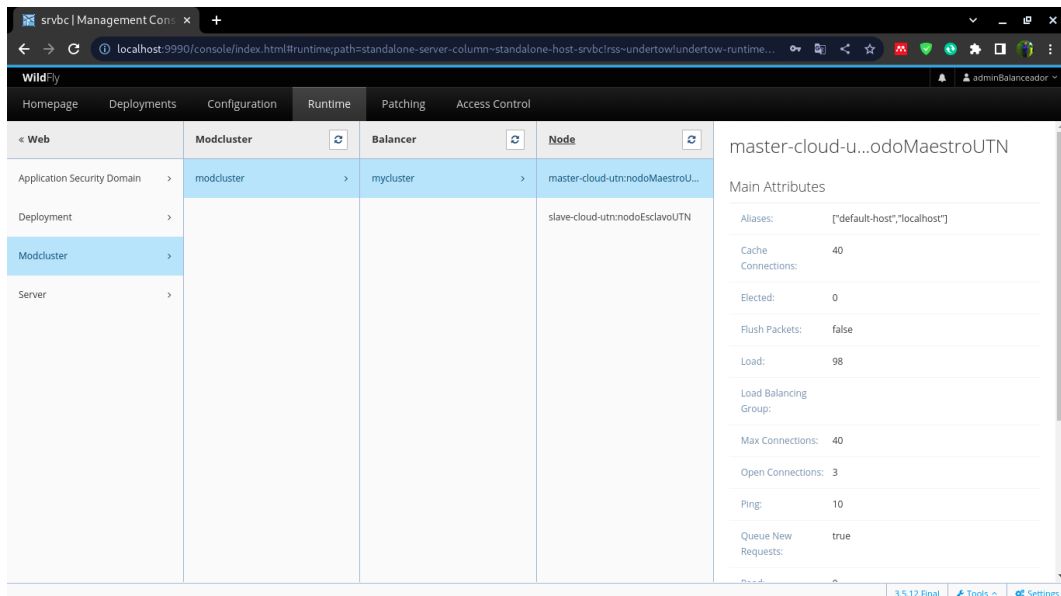 srvbc | Management Cons
localhost:9990/console/index.html#runtime;path=standalone-server-column~standalone-host-srvbc!rss~undertow!undertow-runtime...
WildFly
adminBalanceador
Homepage Deployments Configuration Runtime Patching Access Control
« Web Modcluster Balancer Node
Application Security Domain
Deployment
Modcluster
Server
modcluster
mycluster
master-cloud-utn:nodoMaestroU...
slave-cloud-utn:nodoEsclavoUTN
master-cloud-u...odoMaestroUTN
Main Attributes
Aliases: ["default-host","localhost"]
Cache 40
Connections:
Elected: 0
Flush Packets: false
Load: 98
Load Balancing
Group:
Max Connections: 40
Open Connections: 3
Ping: 10
Queue New true
Requests:
3.5.12.Final Tools Settings